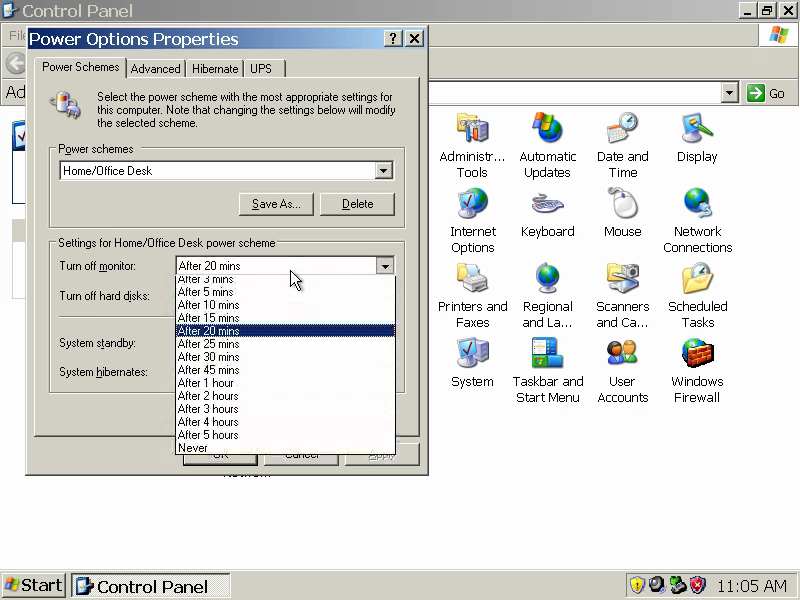 Control Panel
Power Options Properties
Power Schemes
Advanced
Hibernate
UPS
Select the power scheme with the most appropriate settings for
this computer. Note that changing the settings below will modify
the selected scheme.
Power schemes
Home/Office Desk
Save As...
Delete
Settings for Home/Office Desk power scheme
Turn off monitor:
After 20 mins
Turn off hard disks:
System standby:
System hibernates:
After 3 mins
After 5 mins
After 10 mins
After 15 mins
After 20 mins
After 25 mins
After 30 mins
After 45 mins
After 1 hour
After 2 hours
After 3 hours
After 4 hours
After 5 hours
Never
OK
Cancel
Apply
Go
Administr...
Tools
Automatic
Updates
Date and
Time
Display
Internet
Options
Keyboard
Mouse
Network
Connections
Printers and
Faxes
Regional
and La...
Scanners
and Ca...
Scheduled
Tasks
System
Taskbar and
Start Menu
User
Accounts
Windows
Firewall
Start
Control Panel
11:05 AM